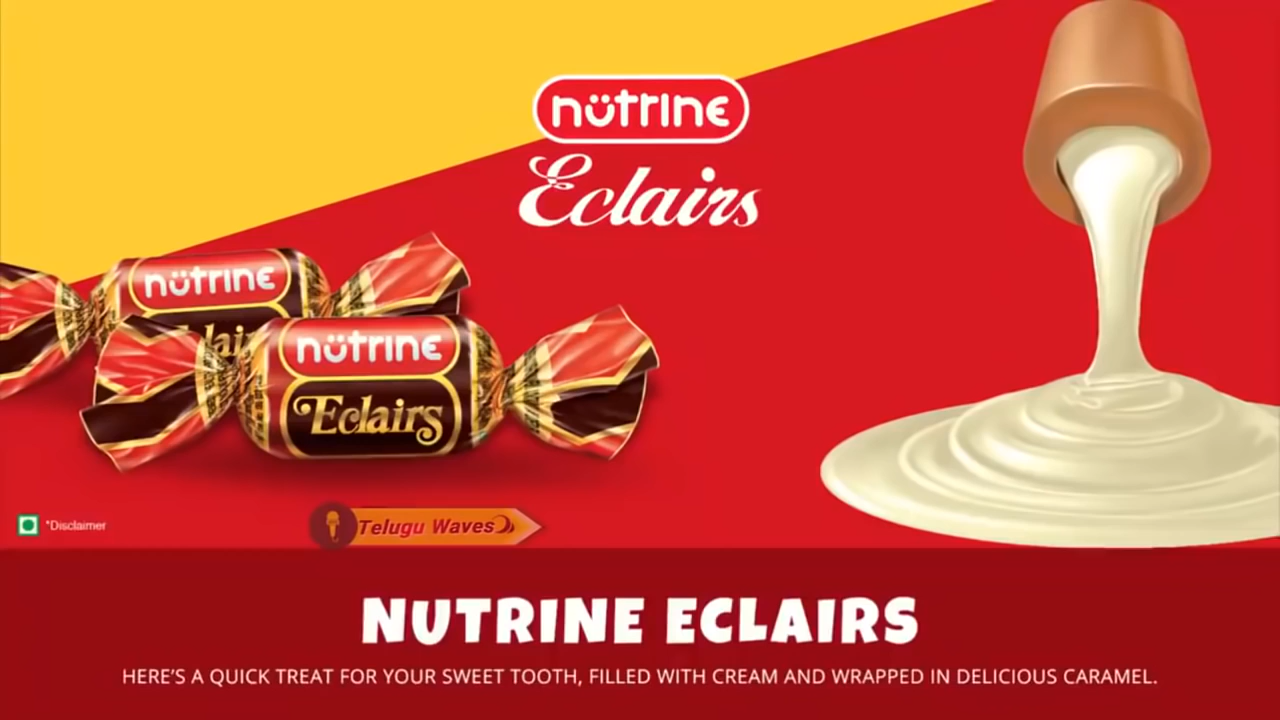 nütrine
Eclairs
nütrine
nütrine
Eclairs
*Disclaimer
Telugu Waves
NUTRINE ECLAIRS
HERE'S A QUICK TREAT FOR YOUR SWEET TOOTH, FILLED WITH CREAM AND WRAPPED IN DELICIOUS CARAMEL.